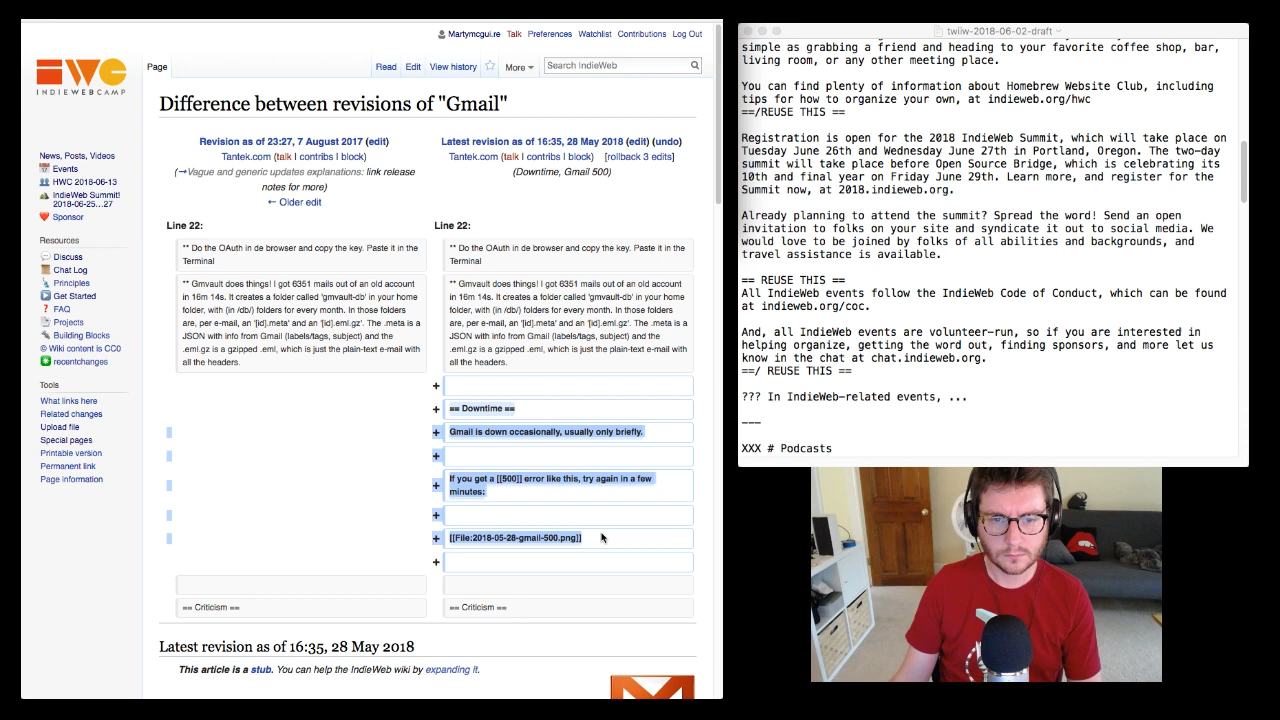 Martymcgui.re Talk Preferences Watchlist Contributions Log Out
Page Read Edit View history More Search IndieWeb
IWC
INDIEWEBCAMP
News, Posts, Videos
Events
HWC 2018-06-13
IndieWeb Summit!
2018-06-25...27
Sponsor
Resources
Discuss
Chat Log
Principles
Get Started
FAQ
Projects
Building Blocks
© Wiki content is CC0
recentchanges
Tools
What links here
Related changes
Upload file
Special pages
Printable version
Permanent link
Page information
Difference between revisions of "Gmail"
Revision as of 23:27, 7 August 2017 (edit)
Tantek.com (talk | contribs | block)
(→Vague and generic updates explanations: link release
notes for more)
← Older edit
Latest revision as of 16:35, 28 May 2018 (edit) (undo)
Tantek.com (talk | contribs | block) [rollback 3 edits]
(Downtime, Gmail 500)
Line 22:
** Do the OAuth in de browser and copy the key. Paste it in the
Terminal
** Gmvault does things! I got 6351 mails out of an old account
in 16m 14s. It creates a folder called 'gmvault-db' in your home
folder, with (in /db/) folders for every month. In those folders
are, per e-mail, an '[id].meta' and an '[id].eml.gz'. The .meta is a
JSON with info from Gmail (labels/tags, subject) and the
.eml.gz is a gzipped .eml, which is just the plain-text e-mail with
all the headers.
== Criticism ==
Line 22:
** Do the OAuth in de browser and copy the key. Paste it in the
Terminal
** Gmvault does things! I got 6351 mails out of an old account
in 16m 14s. It creates a folder called 'gmvault-db' in your home
folder, with (in /db/) folders for every month. In those folders
are, per e-mail, an '[id].meta' and an '[id].eml.gz'. The .meta is a
JSON with info from Gmail (labels/tags, subject) and the
.eml.gz is a gzipped .eml, which is just the plain-text e-mail with
all the headers.
+
+ == Downtime ==
+ Gmail is down occasionally, usually only briefly.
+
+ If you get a [[500]] error like this, try again in a few
minutes:
+
+ [[File:2018-05-28-gmail-500.png]]
+
== Criticism ==
Latest revision as of 16:35, 28 May 2018
This article is a stub. You can help the IndieWeb wiki by expanding it.
twiiw-2018-06-02-draft
simple as grabbing a friend and heading to your favorite coffee shop, bar,
living room, or any other meeting place.
You can find plenty of information about Homebrew Website Club, including
tips for how to organize your own, at indieweb.org/hwc
==/REUSE THIS ==
Registration is open for the 2018 IndieWeb Summit, which will take place on
Tuesday June 26th and Wednesday June 27th in Portland, Oregon. The two-day
summit will take place before Open Source Bridge, which is celebrating its
10th and final year on Friday June 29th. Learn more, and register for the
Summit now, at 2018.indieweb.org.
Already planning to attend the summit? Spread the word! Send an open
invitation to folks on your site and syndicate it out to social media. We
would love to be joined by folks of all abilities and backgrounds, and
travel assistance is available.
== REUSE THIS ==
All IndieWeb events follow the IndieWeb Code of Conduct, which can be found
at indieweb.org/coc.
And, all IndieWeb events are volunteer-run, so if you are interested in
helping organize, getting the word out, finding sponsors, and more let us
know in the chat at chat.indieweb.org.
==/ REUSE THIS ==
??? In IndieWeb-related events, ...
---
XXX # Podcasts